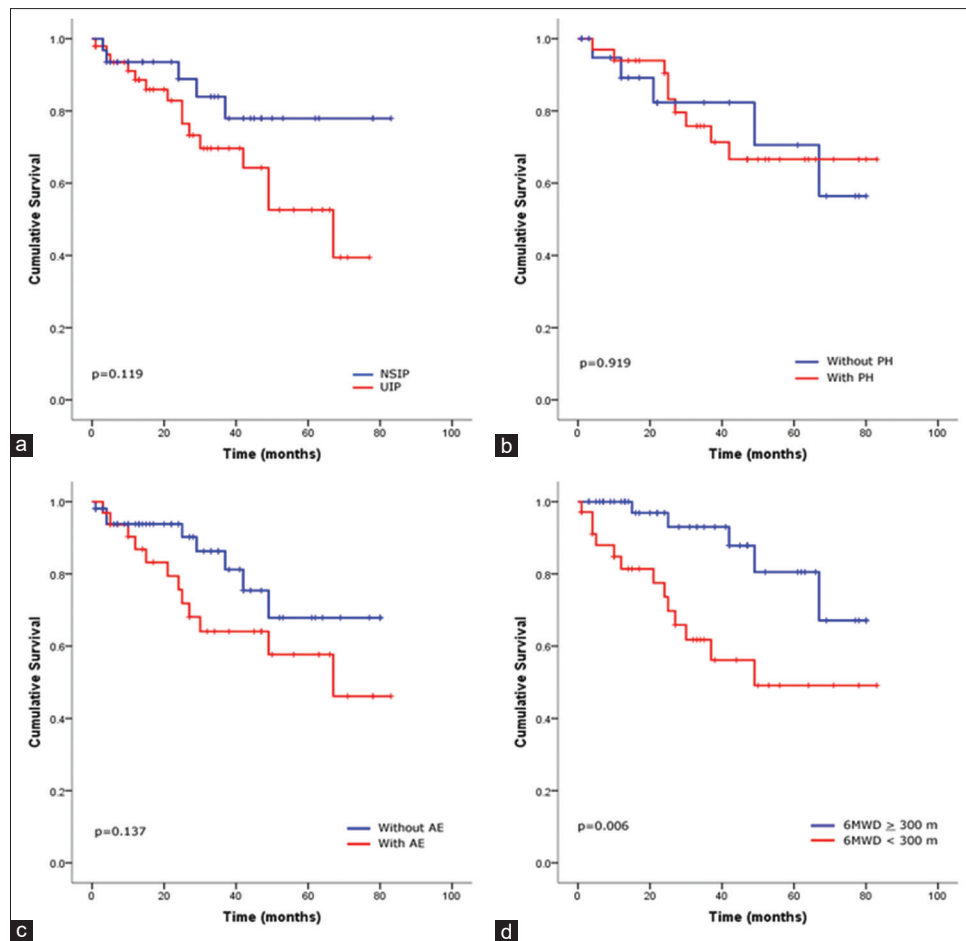 1.0
0.8
0.6
0.4
0.2
0.0
Cumulative Survival
p=0.119
NSIP
UIP
0 20 40 60 80 100
Time (months)
a
1.0
0.8
0.6
0.4
0.2
0.0
Cumulative Survival
p=0.919
Without PH
With PH
0 20 40 60 80 100
Time (months)
b
1.0
0.8
0.6
0.4
0.2
0.0
Cumulative Survival
p=0.137
Without AE
With AE
0 20 40 60 80 100
Time (months)
c
1.0
0.8
0.6
0.4
0.2
0.0
Cumulative Survival
p=0.006
6MWD ≥ 300 m
6MWD < 300 m
0 20 40 60 80 100
Time (months)
d